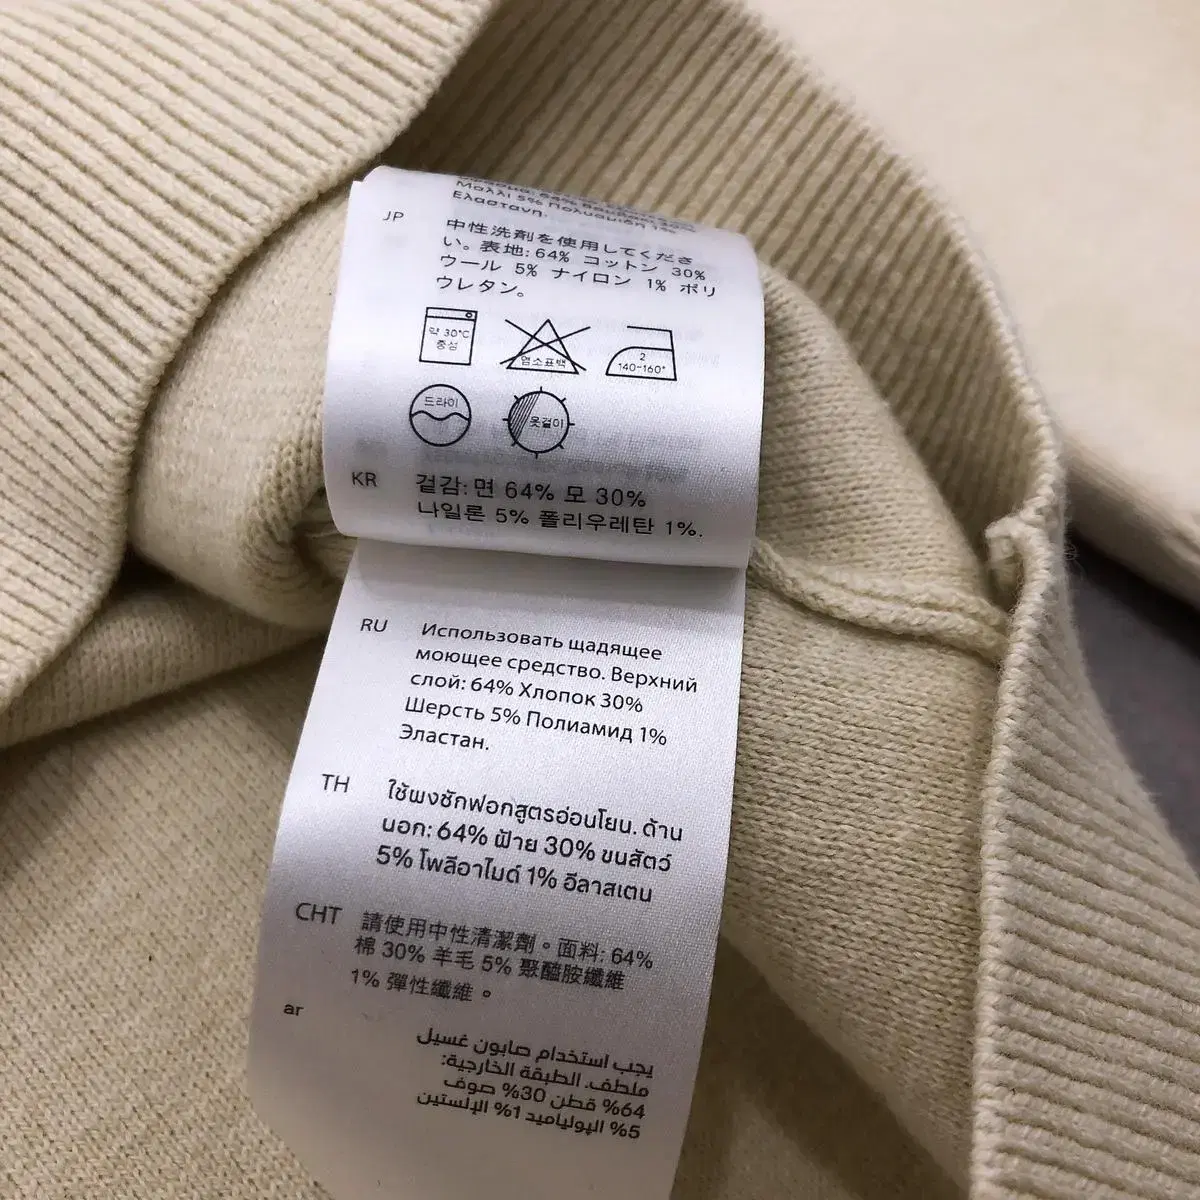 Μαλλί 5% Πολυαμίδη 1%
Ελαστάνη.
JP
中性洗剤を使用してくださ
い。表地: 64% コットン 30%
ウール 5% ナイロン 1% ポリ
ウレタン。
약 30°C
중성
염소표백
2
140-160°
드라이
옷걸이
KR
겉감: 면 64% 모 30%
나일론 5% 폴리우레탄 1%.
RU
Использовать щадящее
моющее средство. Верхний
слой: 64% Хлопок 30%
Шерсть 5% Полиамид 1%
Эластан.
TH
ใช้ผงซักฟอกสูตรอ่อนโยน. ด้าน
นอก: 64% ฝ้าย 30% ขนสัตว์
5% โพลีอาไมด์ 1% อีลาสเตน
CHT
請使用中性清潔劑。面料: 64%
棉 30% 羊毛 5% 聚醯胺纖維
1% 彈性纖維。
ar
يجب استخدام صابون غسيل
ملطف. الطبقة الخارجية:
64% قطن 30% صوف
5% البولياميد 1% الإلستين